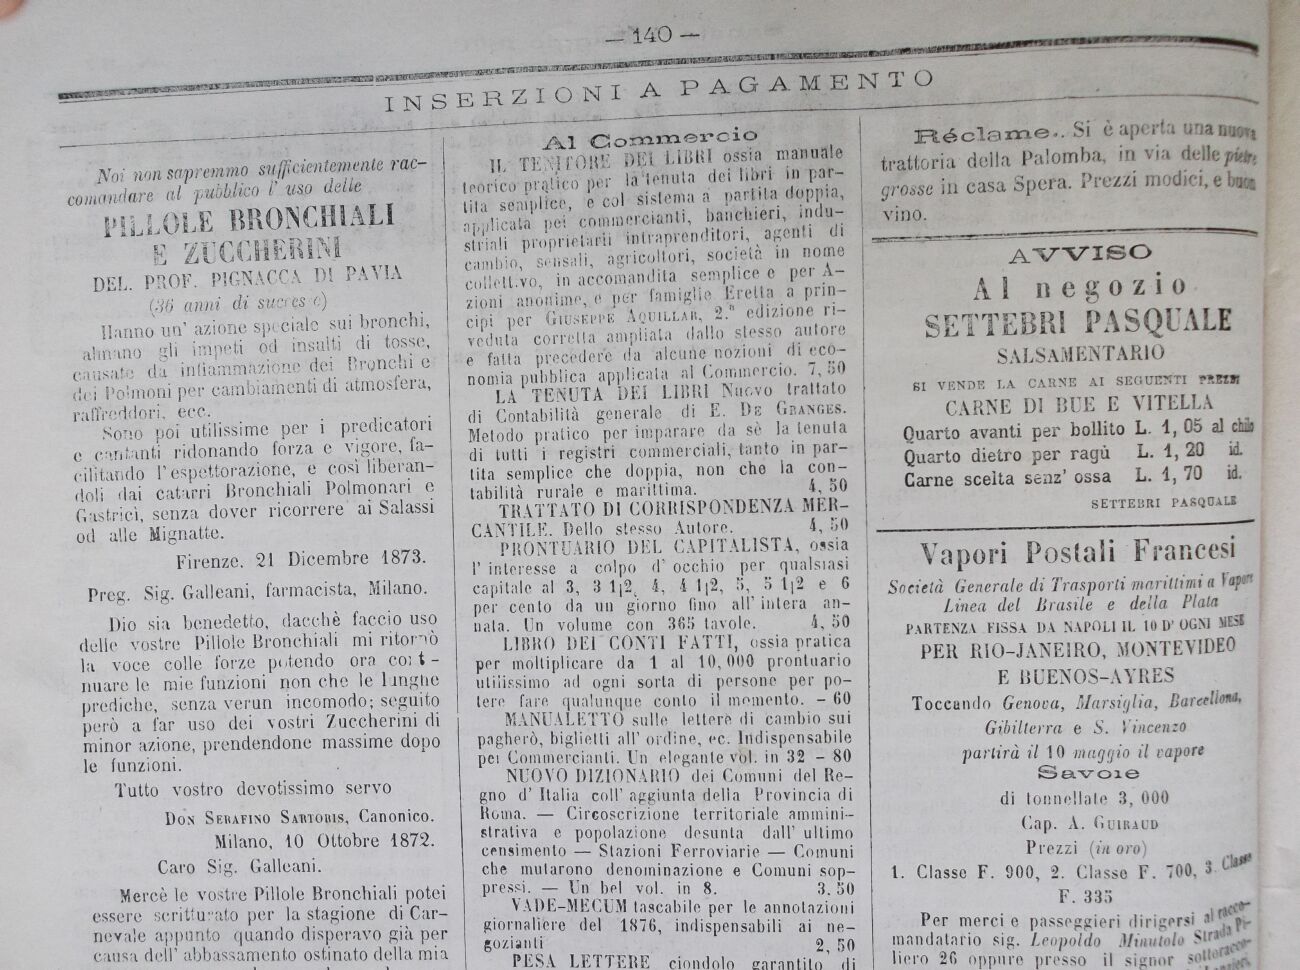 — 140 —
INSERZIONI A PAGAMENTO
Noi non sapremmo sufficientemente rac-
comandare al pubblico l' uso delle
PILLOLE BRONCHIALI
E ZUCCHERINI
DEL PROF. PIGNACCA DI PAVIA
(36 anni di succes o)
Hanno un' azione speciale sui bronchi,
almano gli impeti od insulti di tosse,
causate da infiammazione dei Bronchi e
dei Polmoni per cambiamenti di atmosfera,
raffreddori, ecc.
Sono poi utilissime per i predicatori
e cantanti ridonando forza e vigore, fa-
cilitando l'espettorazione, e così liberan-
doli dai catarri Bronchiali Polmonari e
Gastrici, senza dover ricorrere ai Salassi
od alle Mignatte.
Firenze, 21 Dicembre 1873.
Preg. Sig. Galleani, farmacista, Milano.
Dio sia benedetto, dacchè faccio uso
delle vostre Pillole Bronchiali mi ritornò
la voce colle forze potendo ora cont-
nuare le mie funzioni non che le lunghe
prediche, senza verun incomodo; seguito
però a far uso dei vostri Zuccherini di
minor azione, prendendone massime dopo
le funzioni.
Tutto vostro devotissimo servo
DON SERAFINO SARTORIS, Canonico.
Milano, 10 Ottobre 1872.
Caro Sig. Galleani.
Mercè le vostre Pillole Bronchiali potei
essere scritturato per la stagione di Car-
nevale appunto quando disperavo già per
causa dell' abbassamento ostinato della mia
Al Commercio
IL TENITORE DEI LIBRI ossia manuale
teorico pratico per la tenuta dei libri in par-
tita semplice, e col sistema a partita doppia,
applicata pei commercianti, banchieri, indu-
striali proprietarii intraprenditori, agenti di
cambio, sensali, agricoltori, società in nome
collett.vo, in accomandita semplice e per A-
zioni anonime, e per famiglie Eretta a prin-
cipi per GIUSEPPE AQUILLAR, 2.ª edizione ri-
veduta corretta ampliata dallo stesso autore
e fatta precedere da alcune nozioni di eco-
nomia pubblica applicata al Commercio. 7, 50
LA TENUTA DEI LIBRI Nuovo trattato
di Contabilità generale di E. DE GRANGES.
Metodo pratico per imparare da sè la tenuta
di tutti i registri commerciali, tanto in par-
tita semplice che doppia, non che la con-
tabilità rurale e marittima. 4, 50
TRATTATO DI CORRISPONDENZA MER-
CANTILE. Dello stesso Autore. 4, 50
PRONTUARIO DEL CAPITALISTA, ossia
l' interesse a colpo d' occhio per qualsiasi
capitale al 3, 3 1|2, 4, 4 1|2, 5, 5 1|2 e 6
per cento da un giorno fino all' intera an-
nata. Un volume con 365 tavole. 4, 50
LIBRO DEI CONTI FATTI, ossia pratica
per moltiplicare da 1 al 10,000 prontuario
utilissimo ad ogni sorta di persone per po-
tere fare qualunque conto il momento. - 60
MANUALETTO sulle lettere di cambio sui
pagherò, biglietti all' ordine, ec. Indispensabile
pei Commercianti. Un elegante vol. in 32 - 80
NUOVO DIZIONARIO dei Comuni del Re-
gno d' Italia coll' aggiunta della Provincia di
Roma. — Circoscrizione territoriale ammini-
strativa e popolazione desunta dall' ultimo
censimento — Stazioni Ferroviarie — Comuni
che mutarono denominazione e Comuni sop-
pressi. — Un bel vol. in 8. 3.50
VADE-MECUM tascabile per le annotazioni
giornaliere del 1876, indispensabili ai ne-
gozianti 2, 50
PESA LETTERE ciondolo garantito di
Réclame.. Si è aperta una nuova
trattoria della Palomba, in via delle pietre
grosse in casa Spera. Prezzi modici, e buon
vino.
AVVISO
Al negozio
SETTEBRI PASQUALE
SALSAMENTARIO
SI VENDE LA CARNE AI SEGUENTI PREZZI
CARNE DI BUE E VITELLA
Quarto avanti per bollito L. 1, 05 al chilo
Quarto dietro per ragù L. 1, 20 id.
Carne scelta senz' ossa L. 1, 70 id.
SETTEBRI PASQUALE
Vapori Postali Francesi
Società Generale di Trasporti marittimi a Vapore
Linea del Brasile e della Plata
PARTENZA FISSA DA NAPOLI IL 10 D' OGNI MESE
PER RIO-JANEIRO, MONTEVIDEO
E BUENOS-AYRES
Toccando Genova, Marsiglia, Barcellona,
Gibilterra e S. Vincenzo
partirà il 10 maggio il vapore
Savoie
di tonnellate 3, 000
Cap. A. GUIRAUD
Prezzi (in oro)
1. Classe F. 900, 2. Classe F. 700, 3. Classe
F. 335
Per merci e passeggieri dirigersi al racco-
mandatario sig. Leopoldo Minutolo Strada Pi-
liero 26 oppure presso il signor sottoracco-